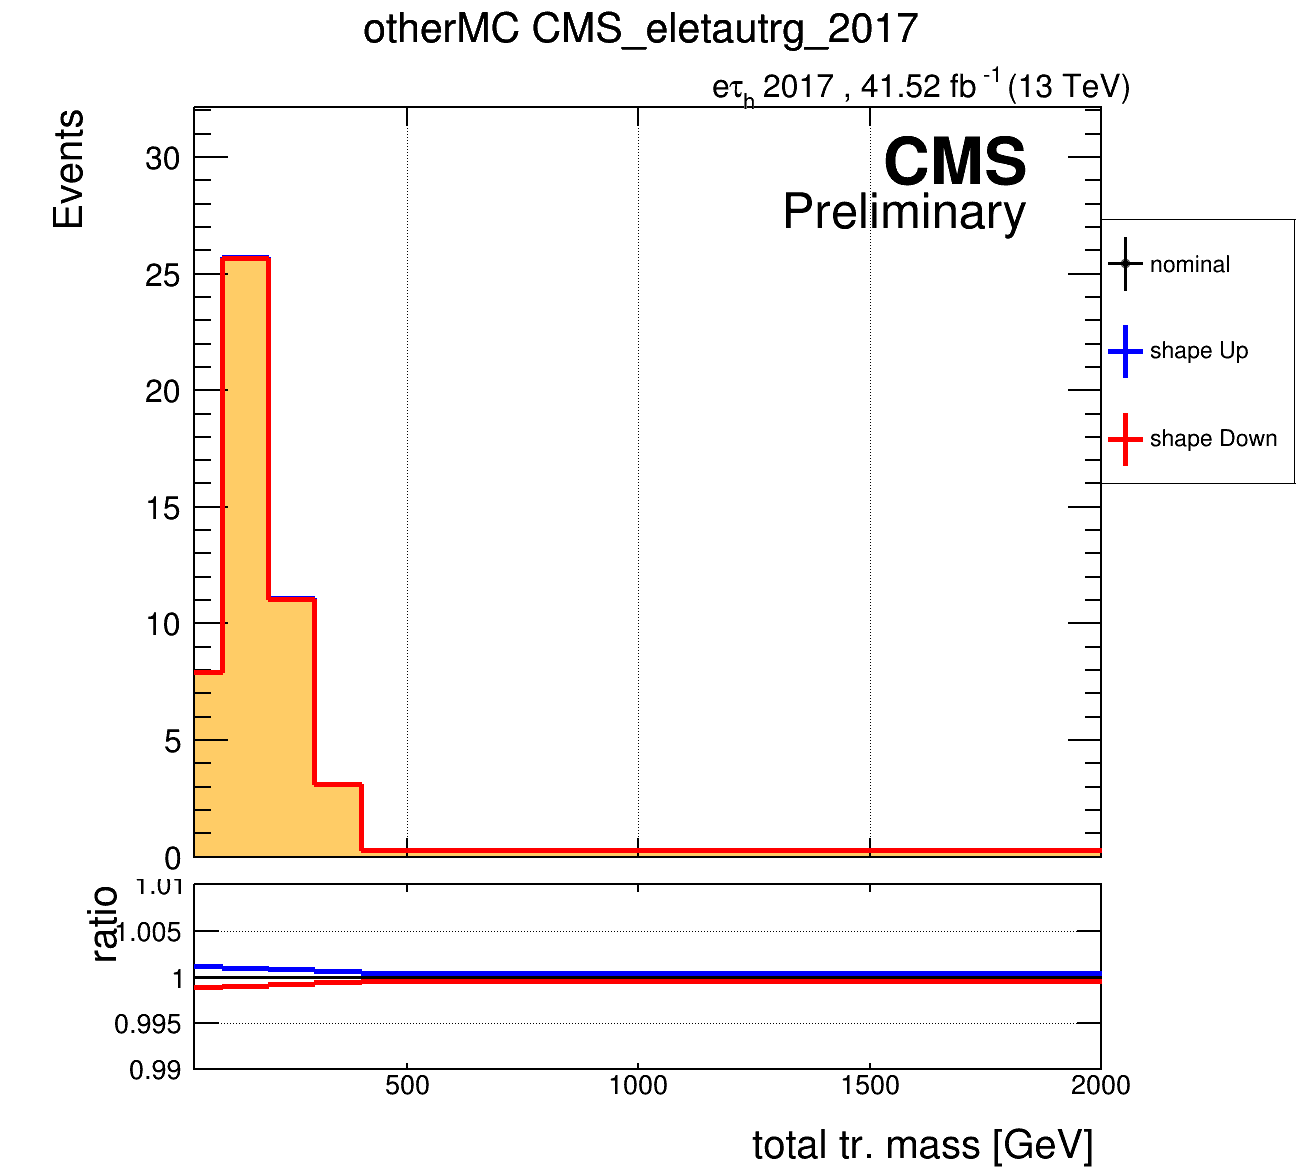 otherMC CMS_eletautrg_2017
eτh 2017 , 41.52 fb-1 (13 TeV)
Events
30
25
20
15
10
5
0
CMS
Preliminary
nominal
shape Up
shape Down
ratio
1.01
1.005
1
0.995
0.99
500
1000
1500
2000
total tr. mass [GeV]